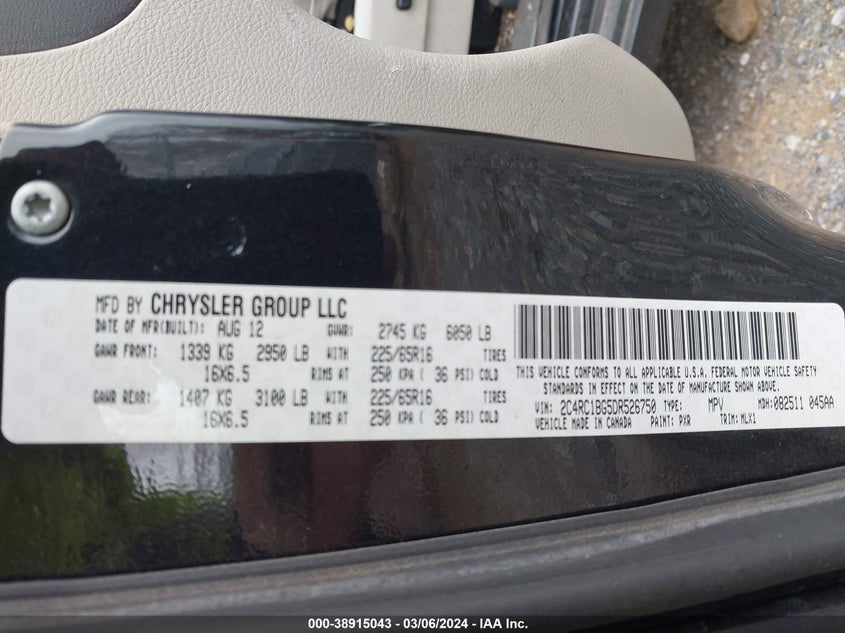 MFD BY CHRYSLER GROUP LLC
DATE OF MFR(BUILT): AUG 12 GVWR: 2745 KG 6050 LB
GAWR FRONT: 1339 KG 2950 LB WITH 225/65R16 TIRES
16X6.5 RIMS AT 250 KPA ( 36 PSI) COLD
GAWR REAR: 1407 KG 3100 LB WITH 225/65R16 TIRES
16X6.5 RIMS AT 250 KPA ( 36 PSI) COLD
THIS VEHICLE CONFORMS TO ALL APPLICABLE U.S.A. FEDERAL MOTOR VEHICLE SAFETY
STANDARDS IN EFFECT ON THE DATE OF MANUFACTURE SHOWN ABOVE.
VIN: 2C4RC1BG5DR526750 TYPE: MPV MDH: 082511 045AA
VEHICLE MADE IN CANADA PAINT: PXR TRIM: MLX1
000-38915043 - 03/06/2024 - IAA Inc.